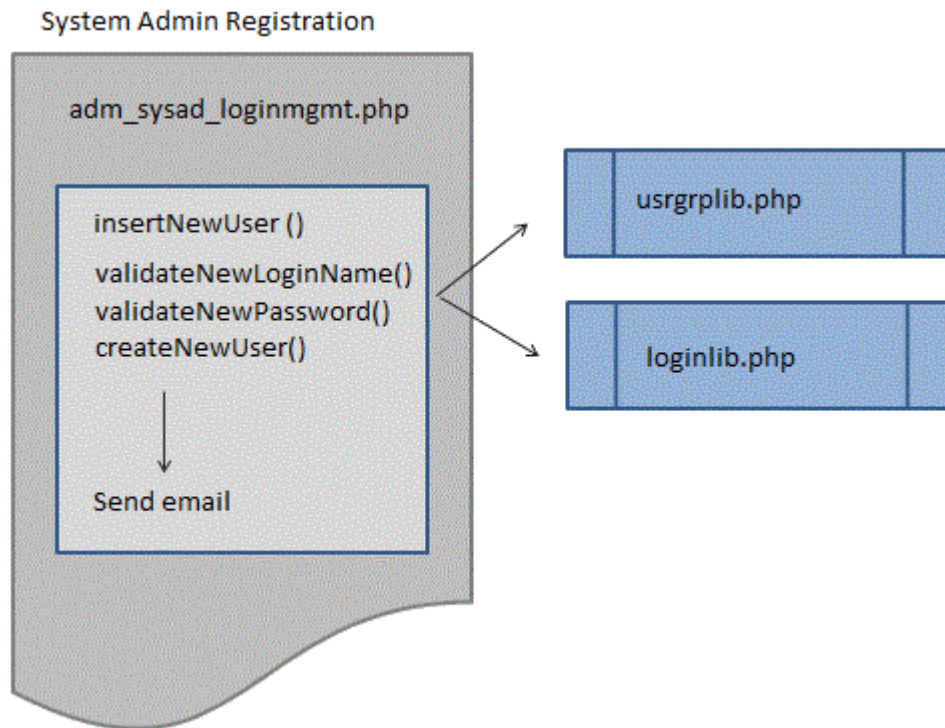 System Admin Registration
adm_sysad_loginmgmt.php
insertNewUser ()
validateNewLoginName()
validateNewPassword()
createNewUser()
Send email
usrgrplib.php
loginlib.php